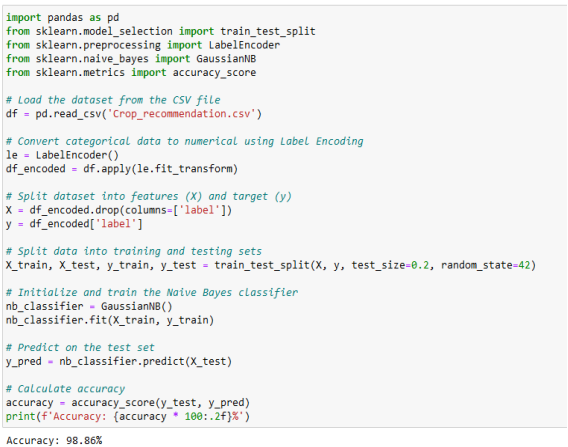 import pandas as pd
from sklearn.model_selection import train_test_split
from sklearn.preprocessing import LabelEncoder
from sklearn.naive_bayes import GaussianNB
from sklearn.metrics import accuracy_score

# Load the dataset from the CSV file
df = pd.read_csv('Crop_recommendation.csv')

# Convert categorical data to numerical using Label Encoding
le = LabelEncoder()
df_encoded = df.apply(le.fit_transform)

# Split dataset into features (X) and target (y)
X = df_encoded.drop(columns=['label'])
y = df_encoded['label']

# Split data into training and testing sets
X_train, X_test, y_train, y_test = train_test_split(X, y, test_size=0.2, random_state=42)

# Initialize and train the Naive Bayes classifier
nb_classifier = GaussianNB()
nb_classifier.fit(X_train, y_train)

# Predict on the test set
y_pred = nb_classifier.predict(X_test)

# Calculate accuracy
accuracy = accuracy_score(y_test, y_pred)
print(f'Accuracy: {accuracy * 100:.2f}%')

Accuracy: 98.86%